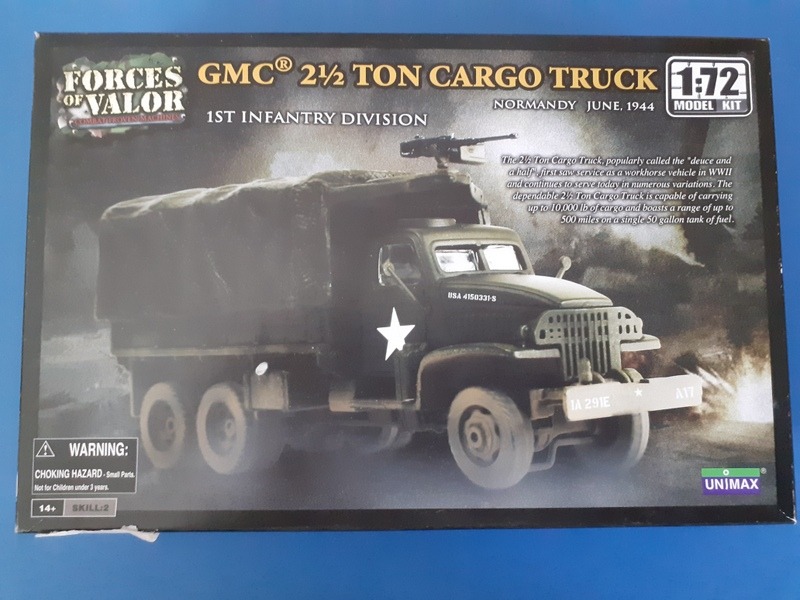 FORCES
OF VALOR
GMC® 2½ TON CARGO TRUCK
1:72
MODEL KIT
NORMANDY JUNE, 1944
1ST INFANTRY DIVISION
The 2½ Ton Cargo Truck, popularly called the "deuce and
a half", first saw service as a workhorse vehicle in WWII
and continues to serve today in numerous variations. The
dependable 2½ Ton Cargo Truck is capable of carrying
up to 10,000 lb of cargo and boasts a range of up to
500 miles on a single 50 gallon tank of fuel.
USA 4150331-S
1A 291E
A17
WARNING:
CHOKING HAZARD - Small Parts.
Not for Children under 3 years.
14+
SKILL:2
UNIMAX®